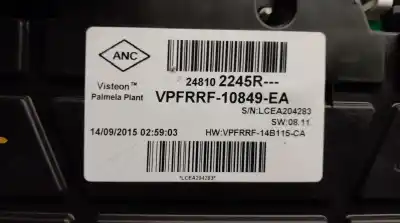 ANC
Visteon™
Palmela Plant
24810 2245R---
VPFRRF-10849-EA
S/N:LCEA204283
SW:08.11
14/09/2015 02:59:03
HW:VPFRRF-14B115-CA
*LCEA204283*